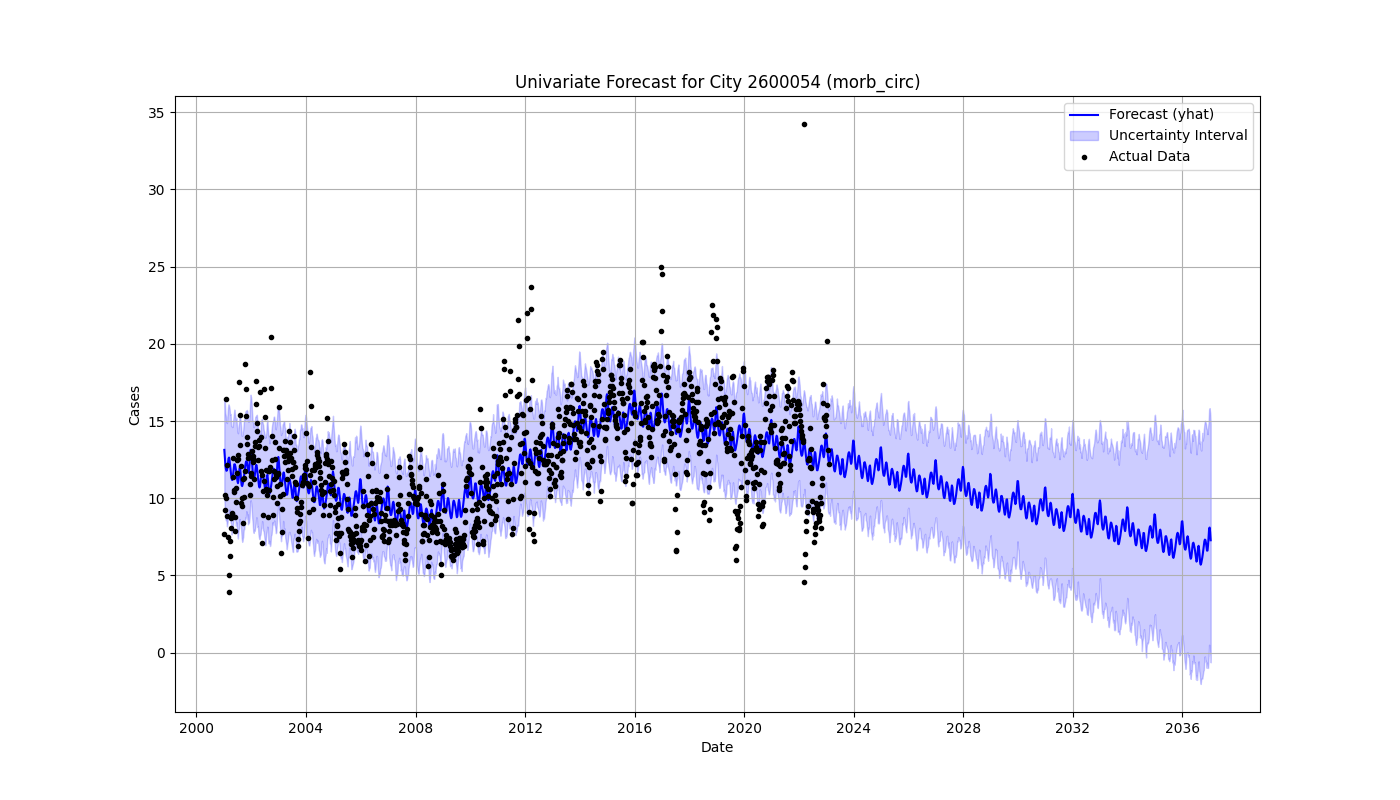 Univariate Forecast for City 2600054 (morb_circ)
Forecast (yhat)
Uncertainty Interval
Actual Data
Cases
35
30
25
20
15
10
5
0
2000 2004 2008 2012 2016 2020 2024 2028 2032 2036
Date